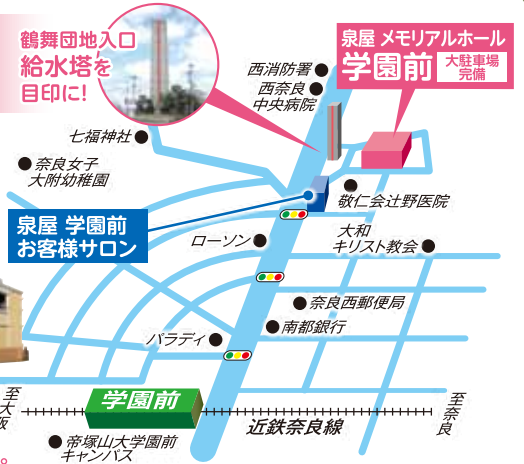 鶴舞団地入口
給水塔を
目印に!
泉屋 メモリアルホール
学園前
大駐車場
完備
西消防署
西奈良
中央病院
七福神社
奈良女子
大附幼稚園
敬仁会辻野医院
泉屋 学園前
お客様サロン
ローソン
大和
キリスト教会
奈良西郵便局
南都銀行
パラディ
至大阪
学園前
至奈良
近鉄奈良線
帝塚山大学園前
キャンパス
。